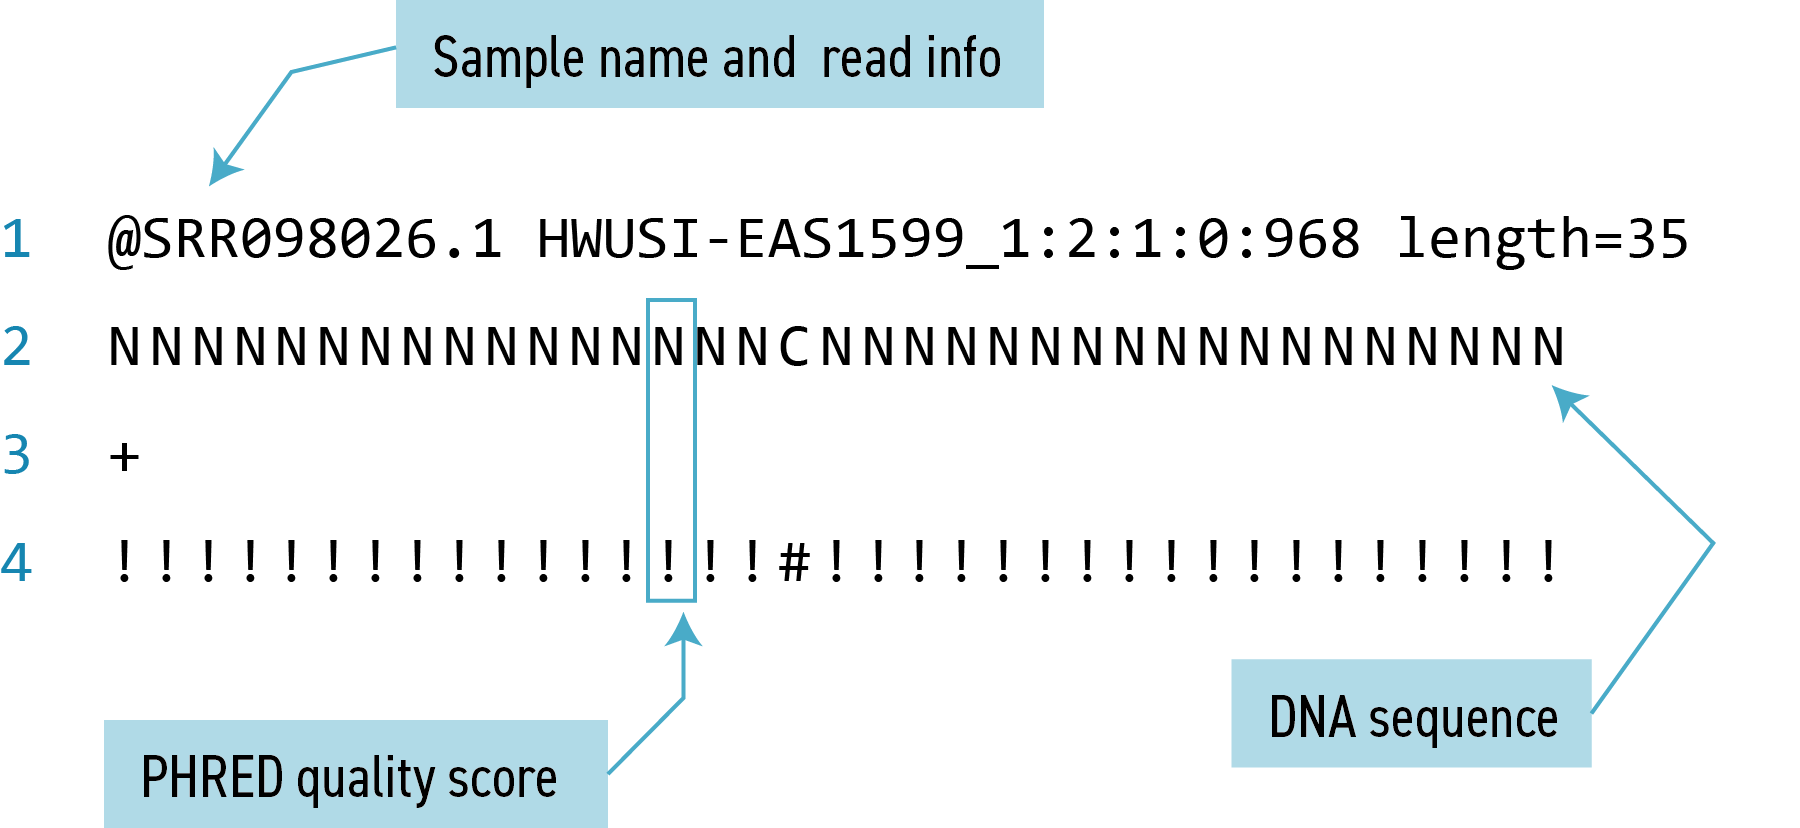 Sample name and read info
1 @SRR098026.1 HWUSI-EAS1599_1:2:1:0:968 length=35
2 NNNNNNNNNNNNNNNNCNNNNNNNNNNNNNNNNNN
3 +
4 !!!!!!!!!!!!!!!!#!!!!!!!!!!!!!!!!!!
DNA sequence
PHRED quality score